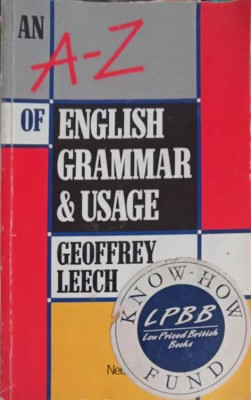 AN
A-Z
OF
ENGLISH
GRAMMAR
& USAGE
GEOFFREY
LEECH
KNOW-HOW
LPBB
Low Priced British
Books
FUND